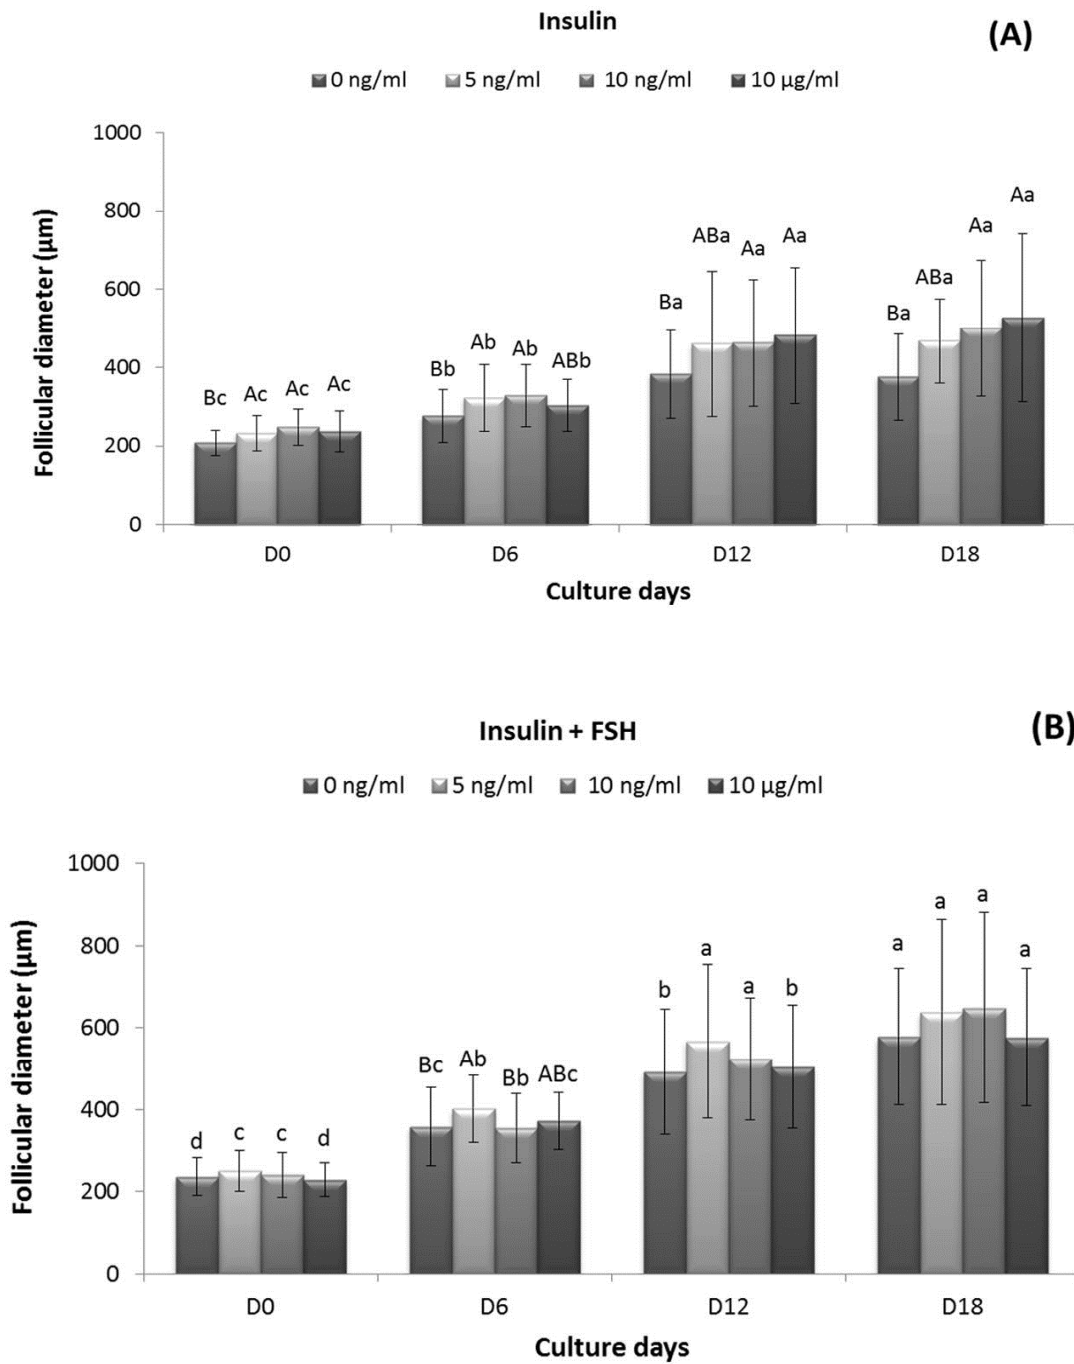 Insulin
(A)
0 ng/ml 5 ng/ml 10 ng/ml 10 µg/ml
Follicular diameter (µm)
1000
800
600
400
200
0
Bc Ac Ac Ac
Bb Ab Ab ABb
Ba ABa Aa Aa
Ba ABa Aa Aa
D0 D6 D12 D18
Culture days
Insulin + FSH
(B)
0 ng/ml 5 ng/ml 10 ng/ml 10 µg/ml
Follicular diameter (µm)
1000
800
600
400
200
0
d c c d
Bc Ab Bb ABc
b a a b
a a a a
D0 D6 D12 D18
Culture days